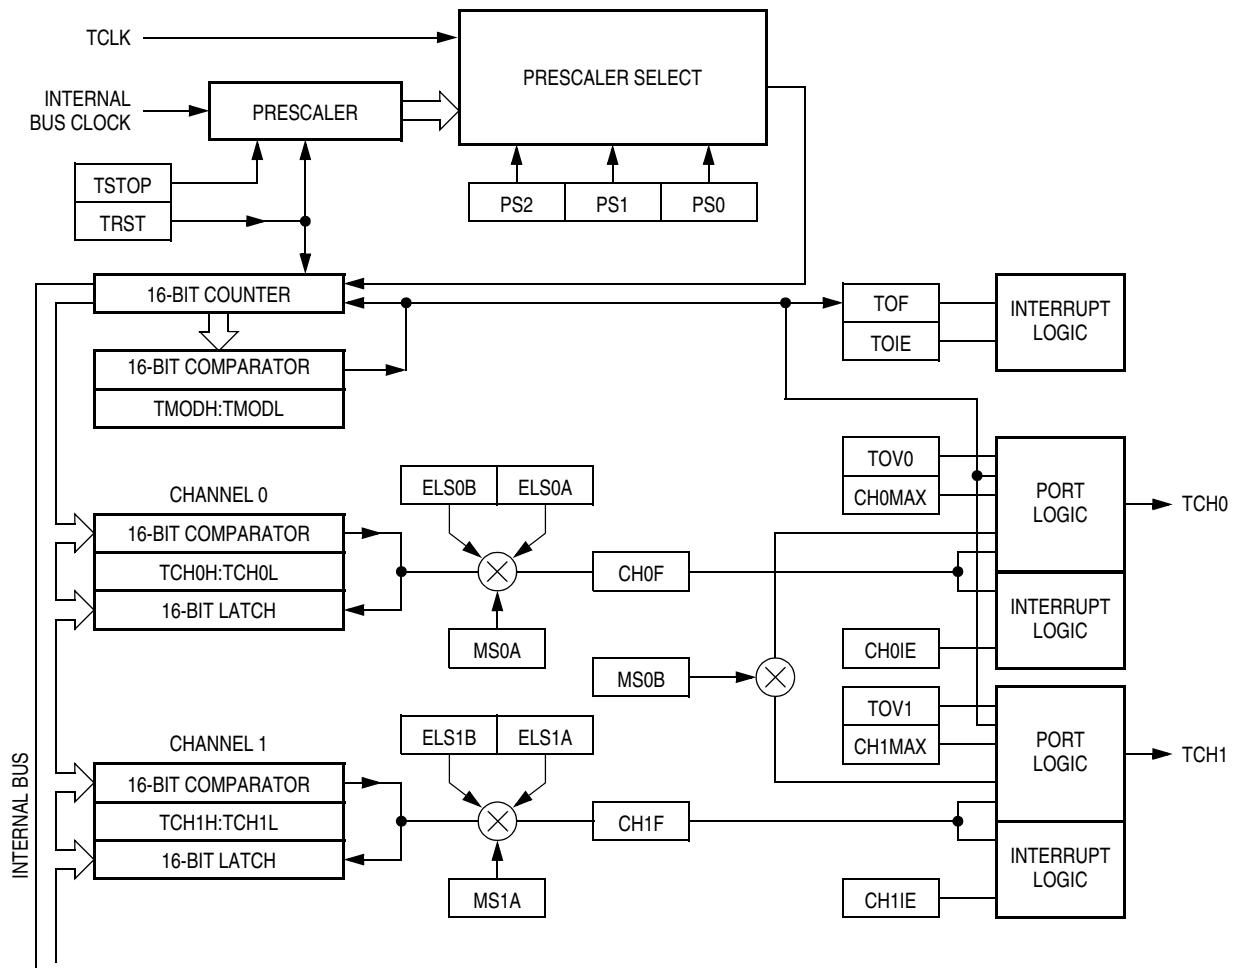 TCLK
PRESCALER SELECT
INTERNAL
BUS CLOCK
PRESCALER
TSTOP
TRST
PS2
PS1
PS0
16-BIT COUNTER
16-BIT COMPARATOR
TMODH:TMODL
TOF
TOIE
INTERRUPT
LOGIC
CHANNEL 0
16-BIT COMPARATOR
TCH0H:TCH0L
16-BIT LATCH
ELS0B
ELS0A
MS0A
CH0F
TOV0
CH0MAX
PORT
LOGIC
TCH0
INTERRUPT
LOGIC
CH0IE
MS0B
CHANNEL 1
16-BIT COMPARATOR
TCH1H:TCH1L
16-BIT LATCH
ELS1B
ELS1A
MS1A
CH1F
TOV1
CH1MAX
PORT
LOGIC
TCH1
INTERRUPT
LOGIC
CH1IE
INTERNAL BUS